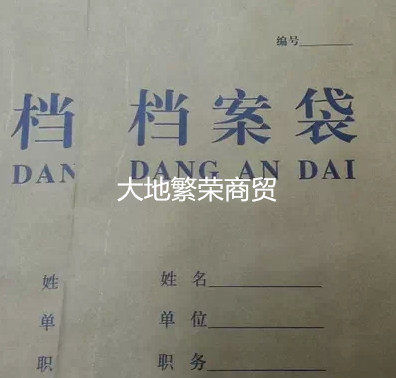 编号
档 档案袋
DAN DANG AN DAI
大地繁荣商贸
姓 姓名
单 单位
职 职务